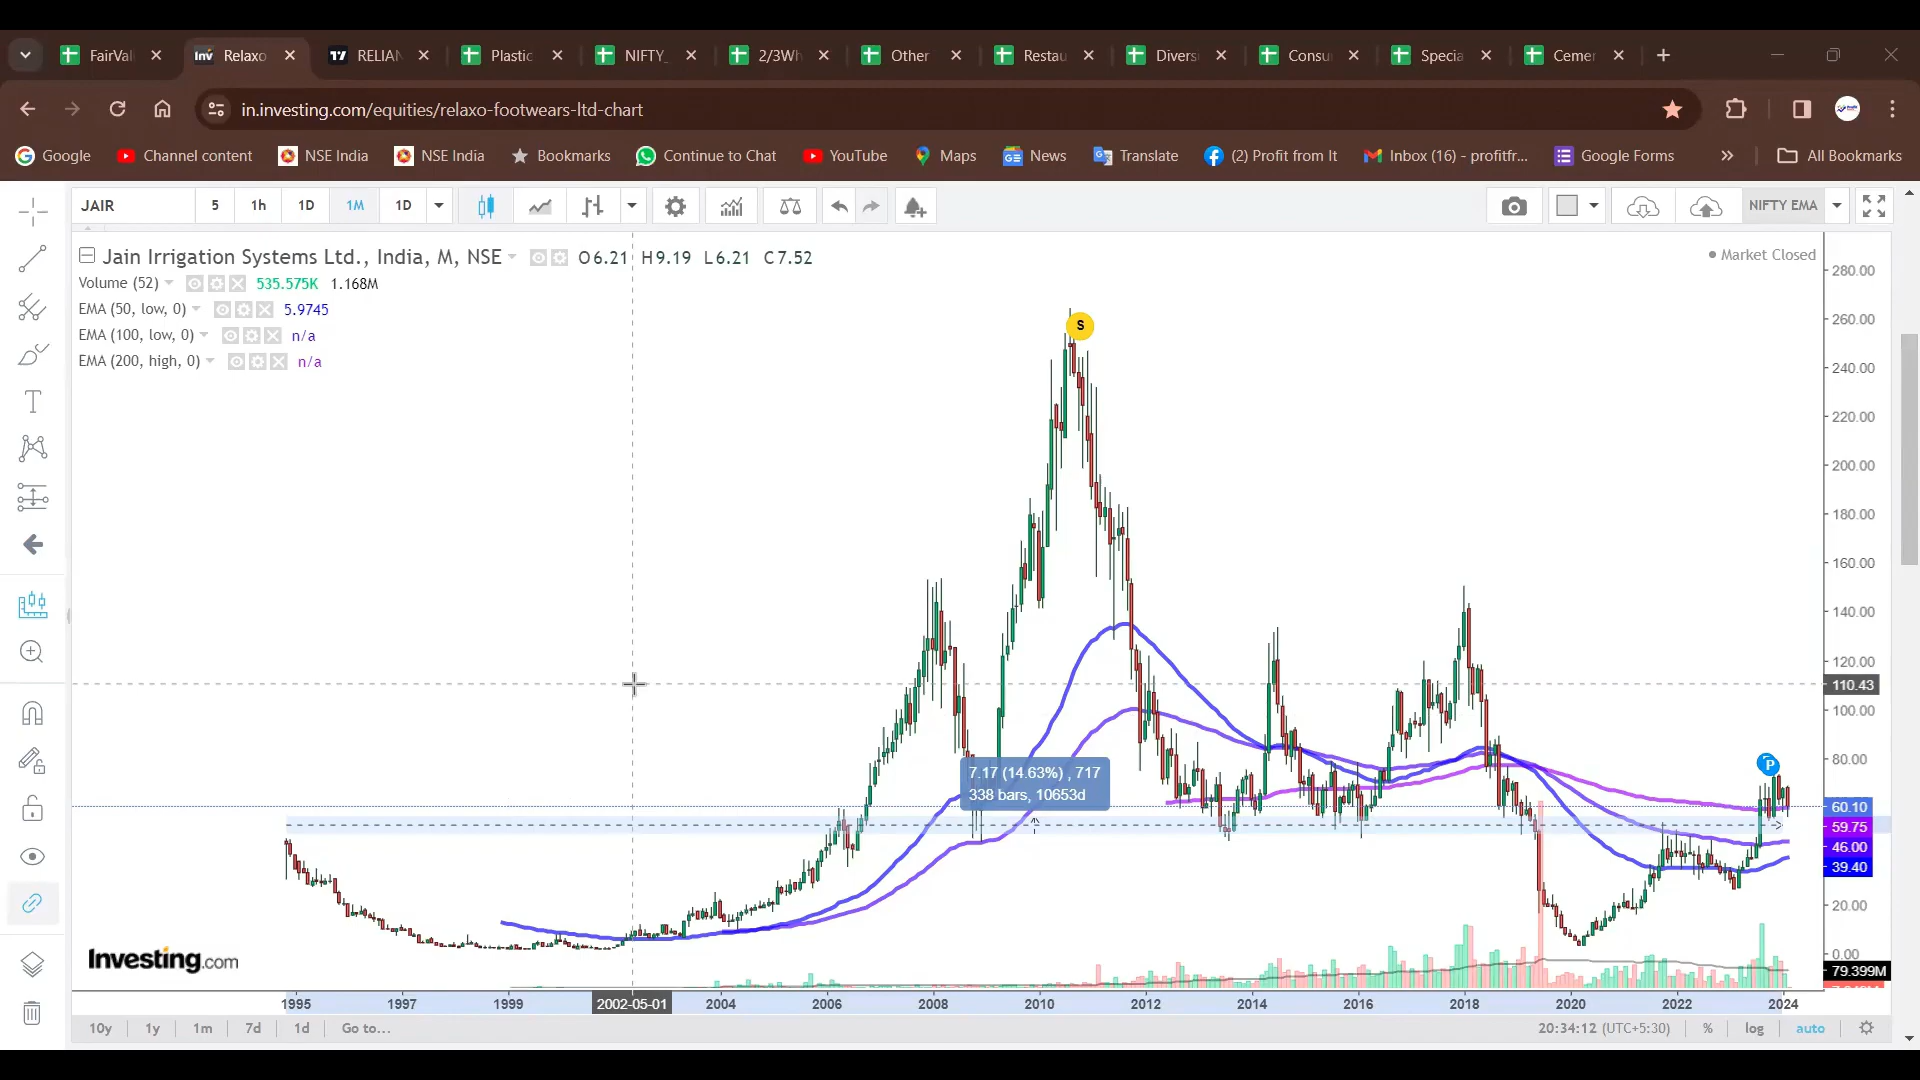 FairVal
Relaxo
RELIAN
Plastic
NIFTY_
2/3Wh
Other
Restau
Divers
Consu
Specia
Cemen
in.investing.com/equities/relaxo-footwears-ltd-chart
Google
Channel content
NSE India
NSE India
Bookmarks
Continue to Chat
YouTube
Maps
News
Translate
(2) Profit from It
Inbox (16) - profitfr...
Google Forms
All Bookmarks
JAIR 5 1h 1D 1M 1D NIFTY EMA
Jain Irrigation Systems Ltd., India, M, NSE O6.21 H9.19 L6.21 C7.52
Market Closed
Volume (52) 535.575K 1.168M
EMA (50, low, 0) 5.9745
EMA (100, low, 0) n/a
EMA (200, high, 0) n/a
S
P
7.17 (14.63%) , 717
338 bars, 10653d
280.00
260.00
240.00
220.00
200.00
180.00
160.00
140.00
120.00
110.43
100.00
80.00
60.10
59.75
46.00
39.40
20.00
0.00
79.399M
Investing.com
1995 1997 1999 2002-05-01 2004 2006 2008 2010 2012 2014 2016 2018 2020 2022 2024
10y 1y 1m 7d 1d Go to... 20:34:12 (UTC+5:30) % log auto